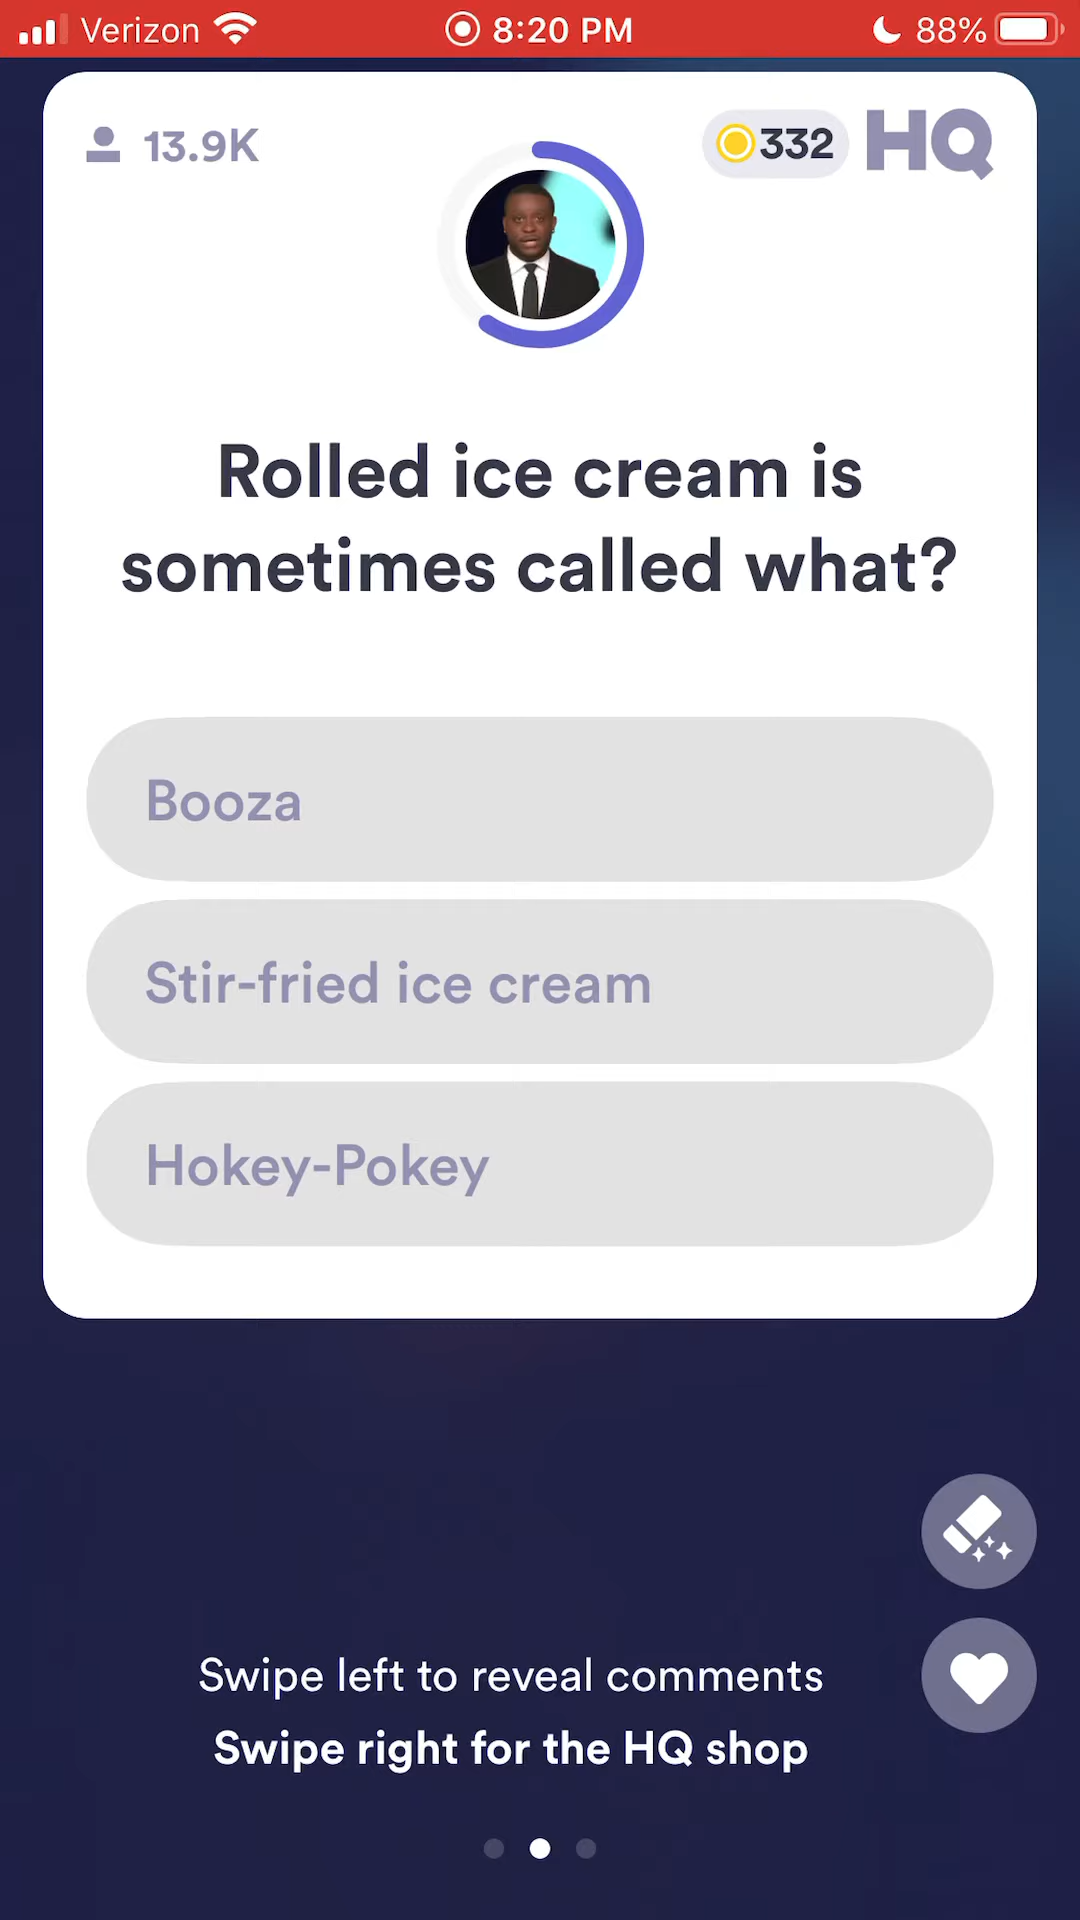 Verizon 8:20 PM 88%
13.9K 332 HQ
Rolled ice cream is
sometimes called what?
Booza
Stir-fried ice cream
Hokey-Pokey
Swipe left to reveal comments
Swipe right for the HQ shop